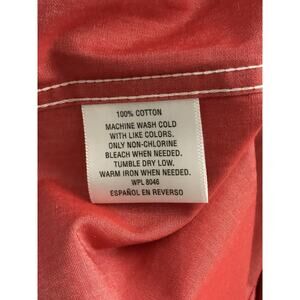 100% COTTON
MACHINE WASH COLD
WITH LIKE COLORS.
ONLY NON-CHLORINE
BLEACH WHEN NEEDED.
TUMBLE DRY LOW,
WARM IRON WHEN NEEDED.
WPL 8046
ESPAÑOL EN REVERSO